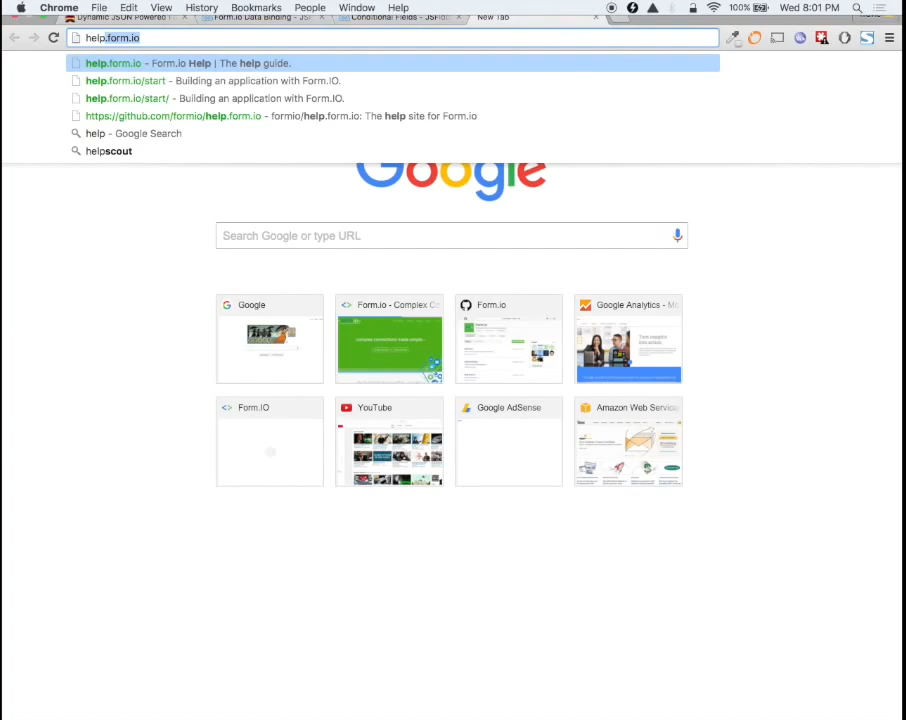 Chrome File Edit View History Bookmarks People Window Help 100% Wed 8:01 PM
Dynamic JSON Powered Form.io Data Binding - JSF Conditional Fields - JSFid New Tab
help.form.io
help.form.io - Form.io Help | The help guide.
help.form.io/start - Building an application with Form.IO.
help.form.io/start/ - Building an application with Form.IO.
https://github.com/formio/help.form.io - formio/help.form.io: The help site for Form.io
help - Google Search
helpscout
Google
Search Google or type URL
Google Form.io - Complex Co Form.io Google Analytics - Mo
Form.IO YouTube Google AdSense Amazon Web Service